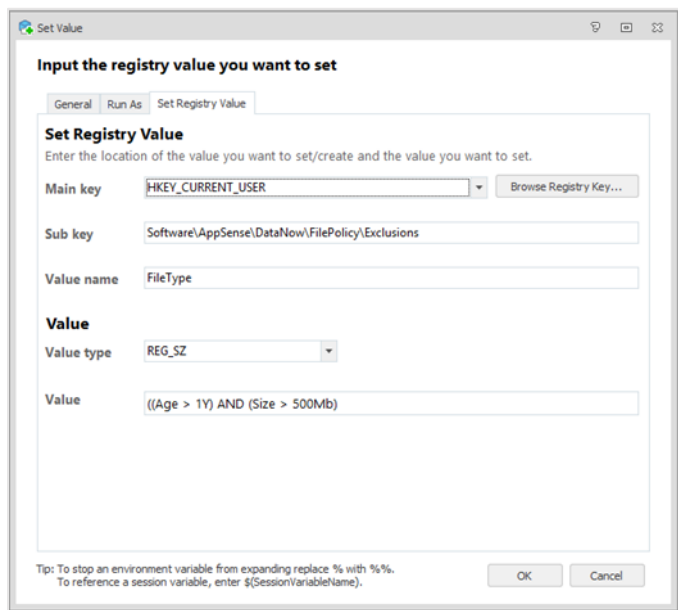 Set Value
Input the registry value you want to set
General Run As Set Registry Value
Set Registry Value
Enter the location of the value you want to set/create and the value you want to set.
Main key HKEY_CURRENT_USER Browse Registry Key...
Sub key Software\AppSense\DataNow\FilePolicy\Exclusions
Value name FileType
Value
Value type REG_SZ
Value ((Age > 1Y) AND (Size > 500Mb)
Tip: To stop an environment variable from expanding replace % with %%.
To reference a session variable, enter $(SessionVariableName).
OK Cancel